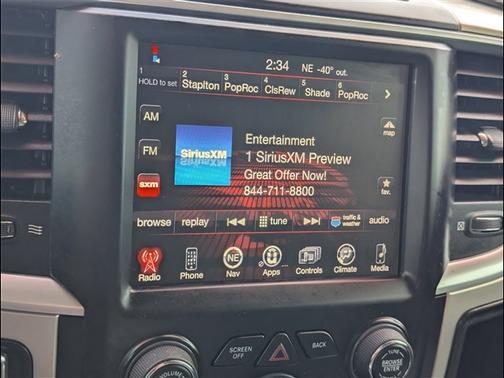 2:34 NE -40° out.
1 2 3 4 5 6
HOLD to set Staplton PopRoc ClsRew Shade PopRoc
AM
map
Entertainment
SiriusXM
1 SiriusXM Preview
FM
Great Offer Now!
sxm
844-711-8800
fav.
browse replay tune traffic & weather audio
NE
Radio Phone Nav Apps Controls Climate Media
SCREEN OFF
BACK
VOLUME
TUNE
BROWSE
ENTER